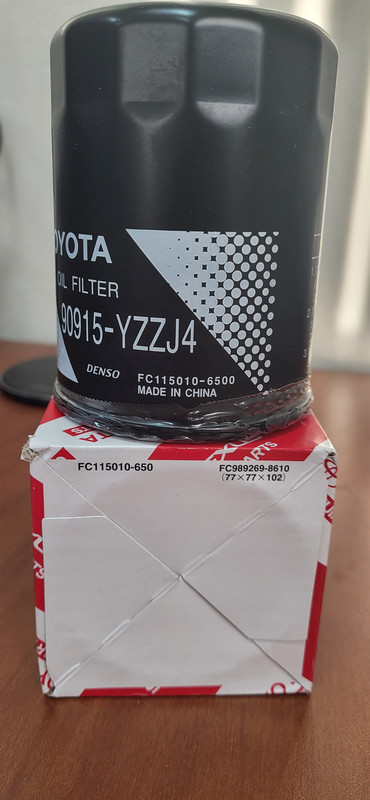 OYOTA
OIL FILTER
90915-YZZJ4
DENSO
FC115010-6500
MADE IN CHINA
FC115010-650
FC989269-8610
(77×77×102)